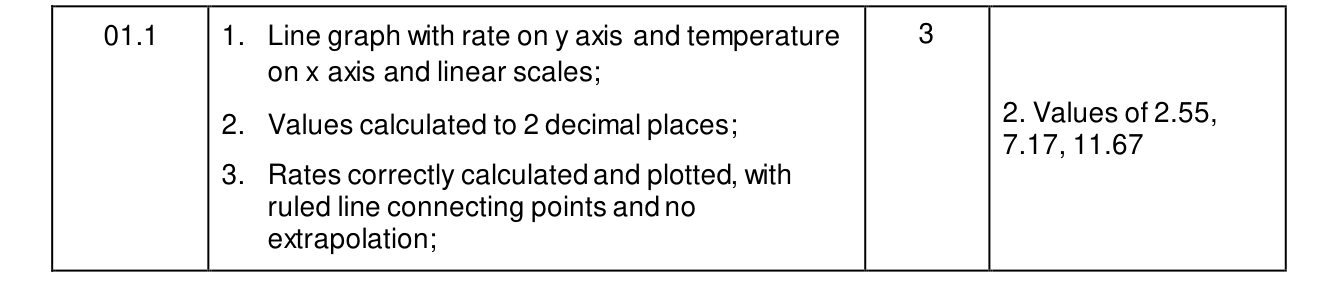 01.1
1. Line graph with rate on y axis and temperature
on x axis and linear scales;
2. Values calculated to 2 decimal places;
3. Rates correctly calculated and plotted, with
ruled line connecting points and no
extrapolation;
3
2. Values of 2.55,
7.17, 11.67